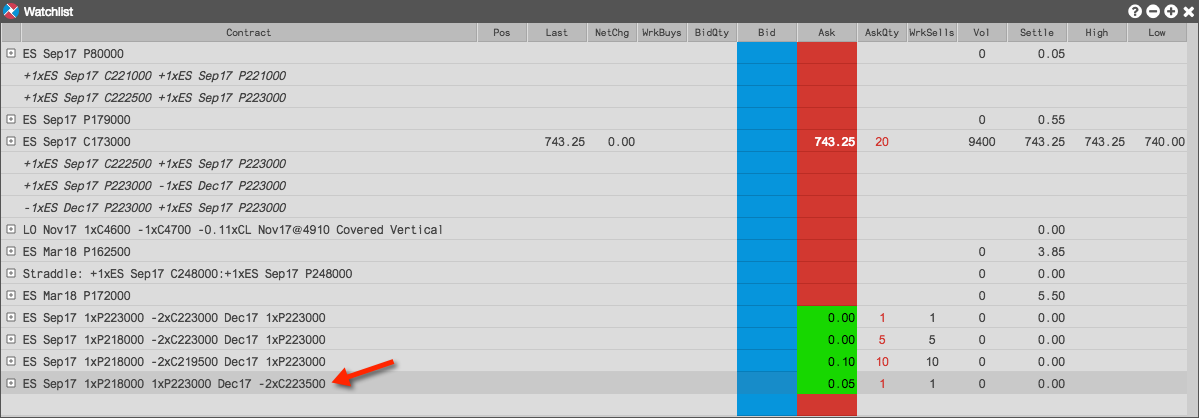 Watchlist
Contract Pos Last NetChg WrkBuys BidQty Bid Ask AskQty WrkSells Vol Settle High Low
ES Sep17 P80000 0 0.05
+1xES Sep17 C221000 +1xES Sep17 P221000
+1xES Sep17 C222500 +1xES Sep17 P223000
ES Sep17 P179000 0 0.55
ES Sep17 C173000 743.25 0.00 743.25 20 9400 743.25 743.25 740.00
+1xES Sep17 C222500 +1xES Sep17 P223000
+1xES Sep17 P223000 -1xES Dec17 P223000
-1xES Dec17 P223000 +1xES Sep17 P223000
LO Nov17 1xC4600 -1xC4700 -0.11xCL Nov17@4910 Covered Vertical 0.00
ES Mar18 P162500 0 3.85
Straddle: +1xES Sep17 C248000:+1xES Sep17 P248000 0 0.00
ES Mar18 P172000 0 5.50
ES Sep17 1xP223000 -2xC223000 Dec17 1xP223000 0.00 1 1 0 0.00
ES Sep17 1xP218000 -2xC223000 Dec17 1xP223000 0.00 5 5 0 0.00
ES Sep17 1xP218000 -2xC219500 Dec17 1xP223000 0.10 10 10 0 0.00
ES Sep17 1xP218000 1xP223000 Dec17 -2xC223500 0.05 1 1 0 0.00